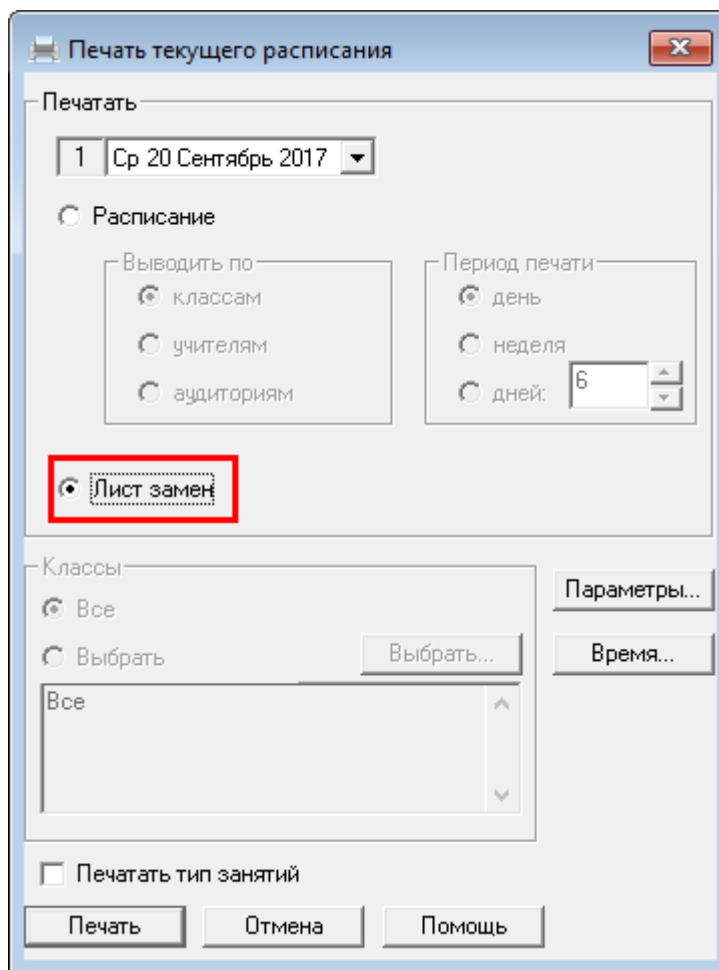 Печать текущего расписания
Печатать
1 Ср 20 Сентябрь 2017
Расписание
Выводить по
классам
учителям
аудиториям
Период печати
день
неделя
дней: 6
Лист замен
Классы
Все
Выбрать Выбрать...
Все
Параметры...
Время...
Печатать тип занятий
Печать Отмена Помощь